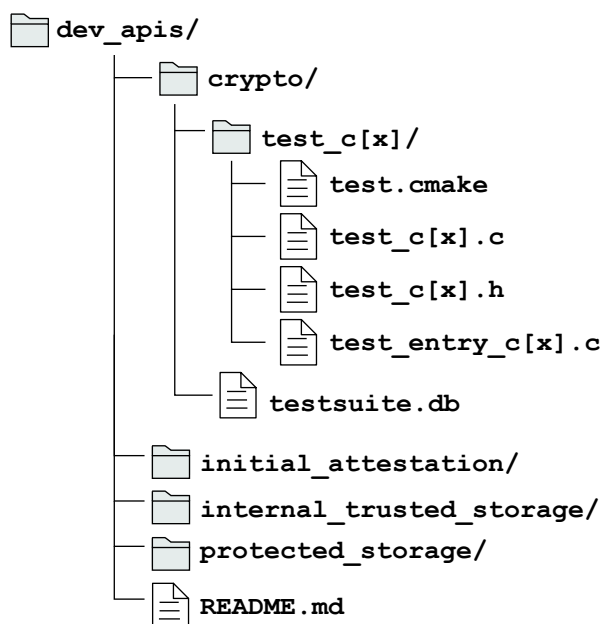 dev_apis/
crypto/
test_c[x]/
test.cmake
test_c[x].c
test_c[x].h
test_entry_c[x].c
testsuite.db
initial_attestation/
internal_trusted_storage/
protected_storage/
README.md